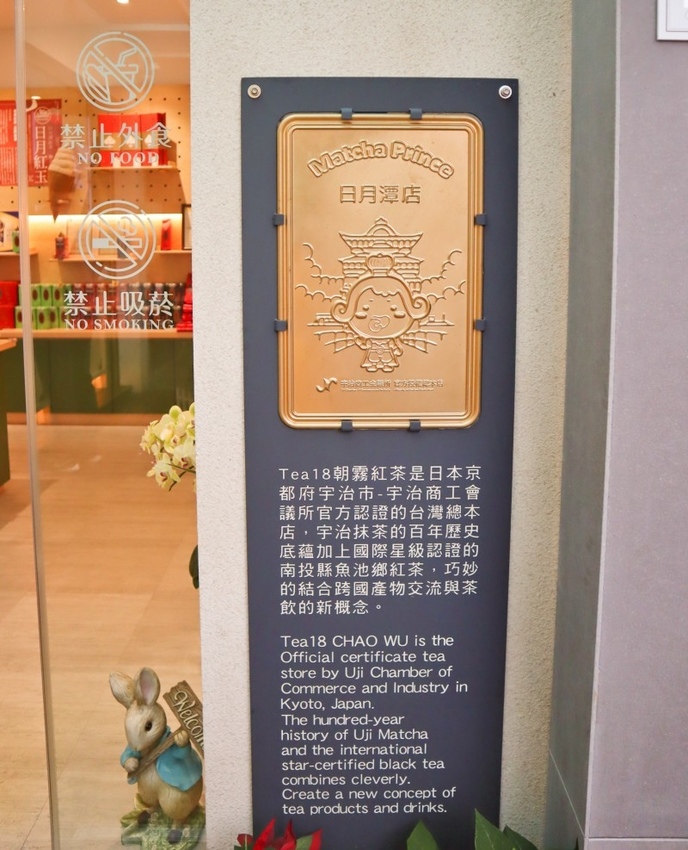 禁止外食
NO FOOD
日月紅玉
禁止吸菸
NO SMOKING
Matcha Prince
日月潭店
Tea18朝霧紅茶是日本京
都府宇治市-宇治商工會
議所官方認證的台灣總本
店，宇治抹茶的百年歷史
底蘊加上國際星級認證的
南投縣魚池鄉紅茶，巧妙
的結合跨國產物交流與茶
飲的新概念。
Tea18 CHAO WU is the
Official certificate tea
store by Uji Chamber of
Commerce and Industry in
Kyoto, Japan.
The hundred-year
history of Uji Matcha
and the international
star-certified black tea
combines cleverly.
Create a new concept of
tea products and drinks.
Welcome